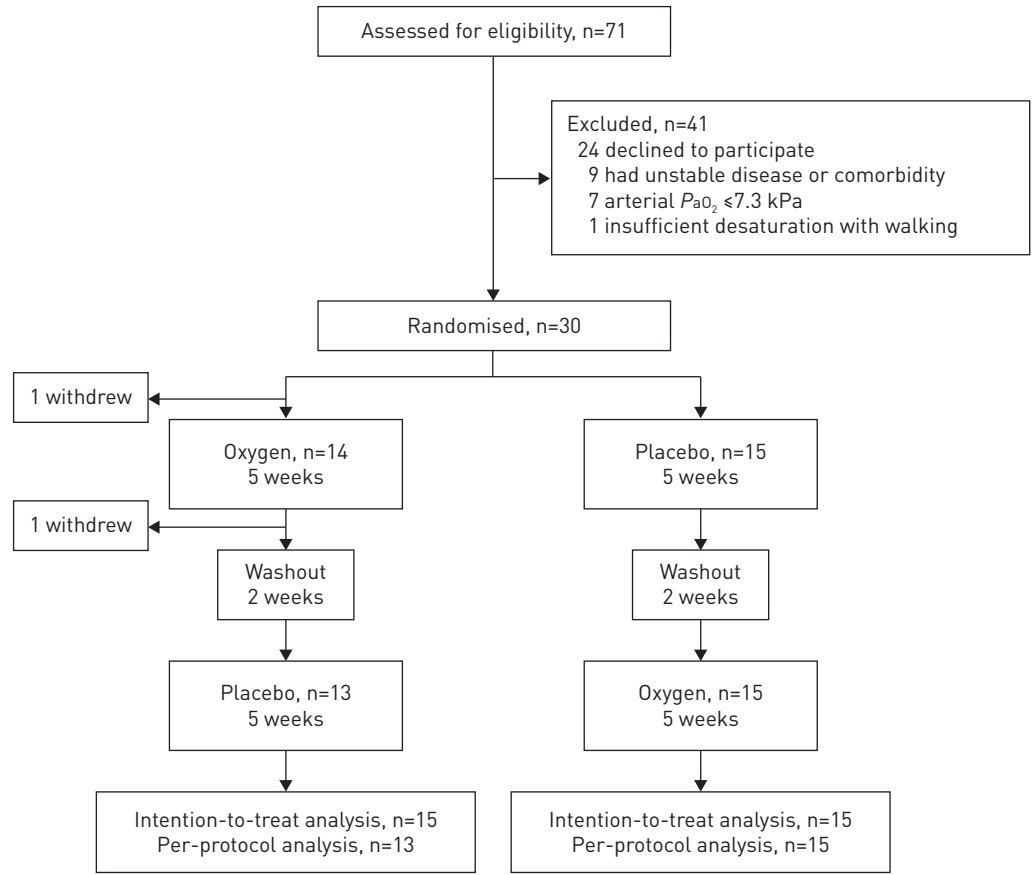 Assessed for eligibility, n=71
Excluded, n=41
24 declined to participate
9 had unstable disease or comorbidity
7 arterial PaO₂ ⩽7.3 kPa
1 insufficient desaturation with walking
Randomised, n=30
1 withdrew
Oxygen, n=14
5 weeks
Placebo, n=15
5 weeks
1 withdrew
Washout
2 weeks
Washout
2 weeks
Placebo, n=13
5 weeks
Oxygen, n=15
5 weeks
Intention-to-treat analysis, n=15
Per-protocol analysis, n=13
Intention-to-treat analysis, n=15
Per-protocol analysis, n=15